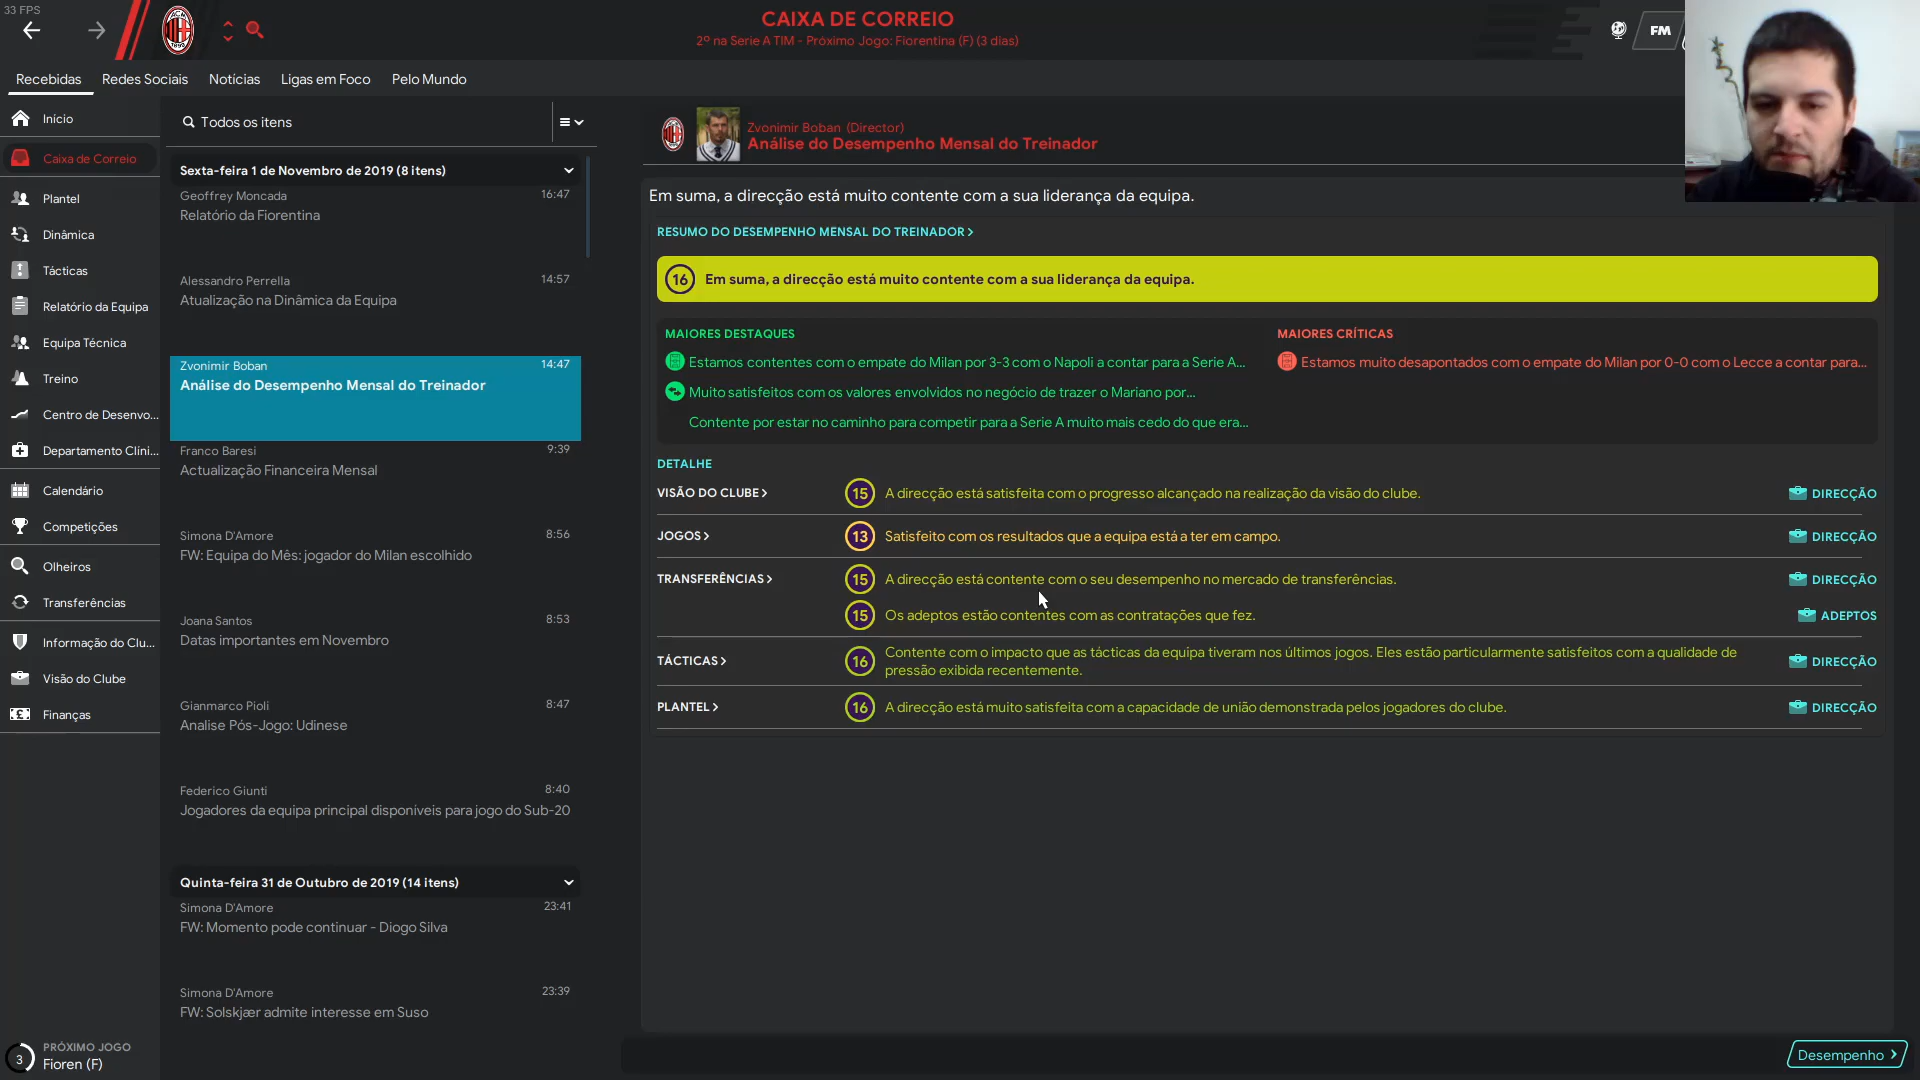 33 FPS
CAIXA DE CORREIO
2º na Serie A TIM - Próximo Jogo: Fiorentina (F) (3 dias)
FM
Recebidas
Redes Sociais
Notícias
Ligas em Foco
Pelo Mundo
Início
Caixa de Correio
Plantel
Dinâmica
Tácticas
Relatório da Equipa
Equipa Técnica
Treino
Centro de Desenvo...
Departamento Clíni...
Calendário
Competições
Olheiros
Transferências
Informação do Clu...
Visão do Clube
Finanças
3
PRÓXIMO JOGO
Fioren (F)
Todos os itens
Sexta-feira 1 de Novembro de 2019 (8 itens)
Geoffrey Moncada 16:47
Relatório da Fiorentina
Alessandro Perrella 14:57
Atualização na Dinâmica da Equipa
Zvonimir Boban 14:47
Análise do Desempenho Mensal do Treinador
Franco Baresi 9:39
Actualização Financeira Mensal
Simona D'Amore 8:56
FW: Equipa do Mês: jogador do Milan escolhido
Joana Santos 8:53
Datas importantes em Novembro
Gianmarco Pioli 8:47
Analise Pós-Jogo: Udinese
Federico Giunti 8:40
Jogadores da equipa principal disponíveis para jogo do Sub-20
Quinta-feira 31 de Outubro de 2019 (14 itens)
Simona D'Amore 23:41
FW: Momento pode continuar - Diogo Silva
Simona D'Amore 23:39
FW: Solskjær admite interesse em Suso
Zvonimir Boban (Director)
Análise do Desempenho Mensal do Treinador
Em suma, a direcção está muito contente com a sua liderança da equipa.
RESUMO DO DESEMPENHO MENSAL DO TREINADOR
16 Em suma, a direcção está muito contente com a sua liderança da equipa.
MAIORES DESTAQUES
Estamos contentes com o empate do Milan por 3-3 com o Napoli a contar para a Serie A...
Muito satisfeitos com os valores envolvidos no negócio de trazer o Mariano por...
Contente por estar no caminho para competir para a Serie A muito mais cedo do que era...
MAIORES CRÍTICAS
Estamos muito desapontados com o empate do Milan por 0-0 com o Lecce a contar para...
DETALHE
VISÃO DO CLUBE 15 A direcção está satisfeita com o progresso alcançado na realização da visão do clube. DIRECÇÃO
JOGOS 13 Satisfeito com os resultados que a equipa está a ter em campo. DIRECÇÃO
TRANSFERÊNCIAS 15 A direcção está contente com o seu desempenho no mercado de transferências. DIRECÇÃO
15 Os adeptos estão contentes com as contratações que fez. ADEPTOS
TÁCTICAS 16 Contente com o impacto que as tácticas da equipa tiveram nos últimos jogos. Eles estão particularmente satisfeitos com a qualidade de
pressão exibida recentemente. DIRECÇÃO
PLANTEL 16 A direcção está muito satisfeita com a capacidade de união demonstrada pelos jogadores do clube. DIRECÇÃO
Desempenho